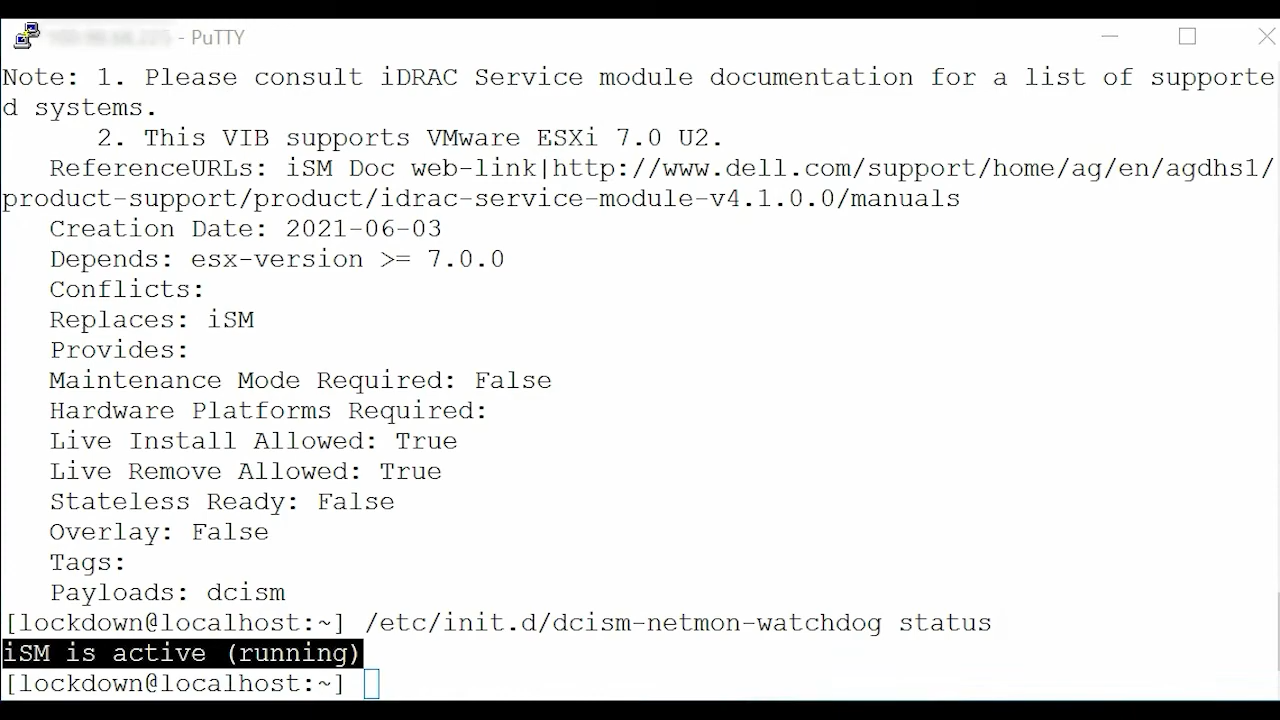 - PuTTY
Note: 1. Please consult iDRAC Service module documentation for a list of supporte
d systems.
2. This VIB supports VMware ESXi 7.0 U2.
ReferenceURLs: iSM Doc web-link|http://www.dell.com/support/home/ag/en/agdhs1/
product-support/product/idrac-service-module-v4.1.0.0/manuals
Creation Date: 2021-06-03
Depends: esx-version >= 7.0.0
Conflicts:
Replaces: iSM
Provides:
Maintenance Mode Required: False
Hardware Platforms Required:
Live Install Allowed: True
Live Remove Allowed: True
Stateless Ready: False
Overlay: False
Tags:
Payloads: dcism
[lockdown@localhost:~] /etc/init.d/dcism-netmon-watchdog status
iSM is active (running)
[lockdown@localhost:~]